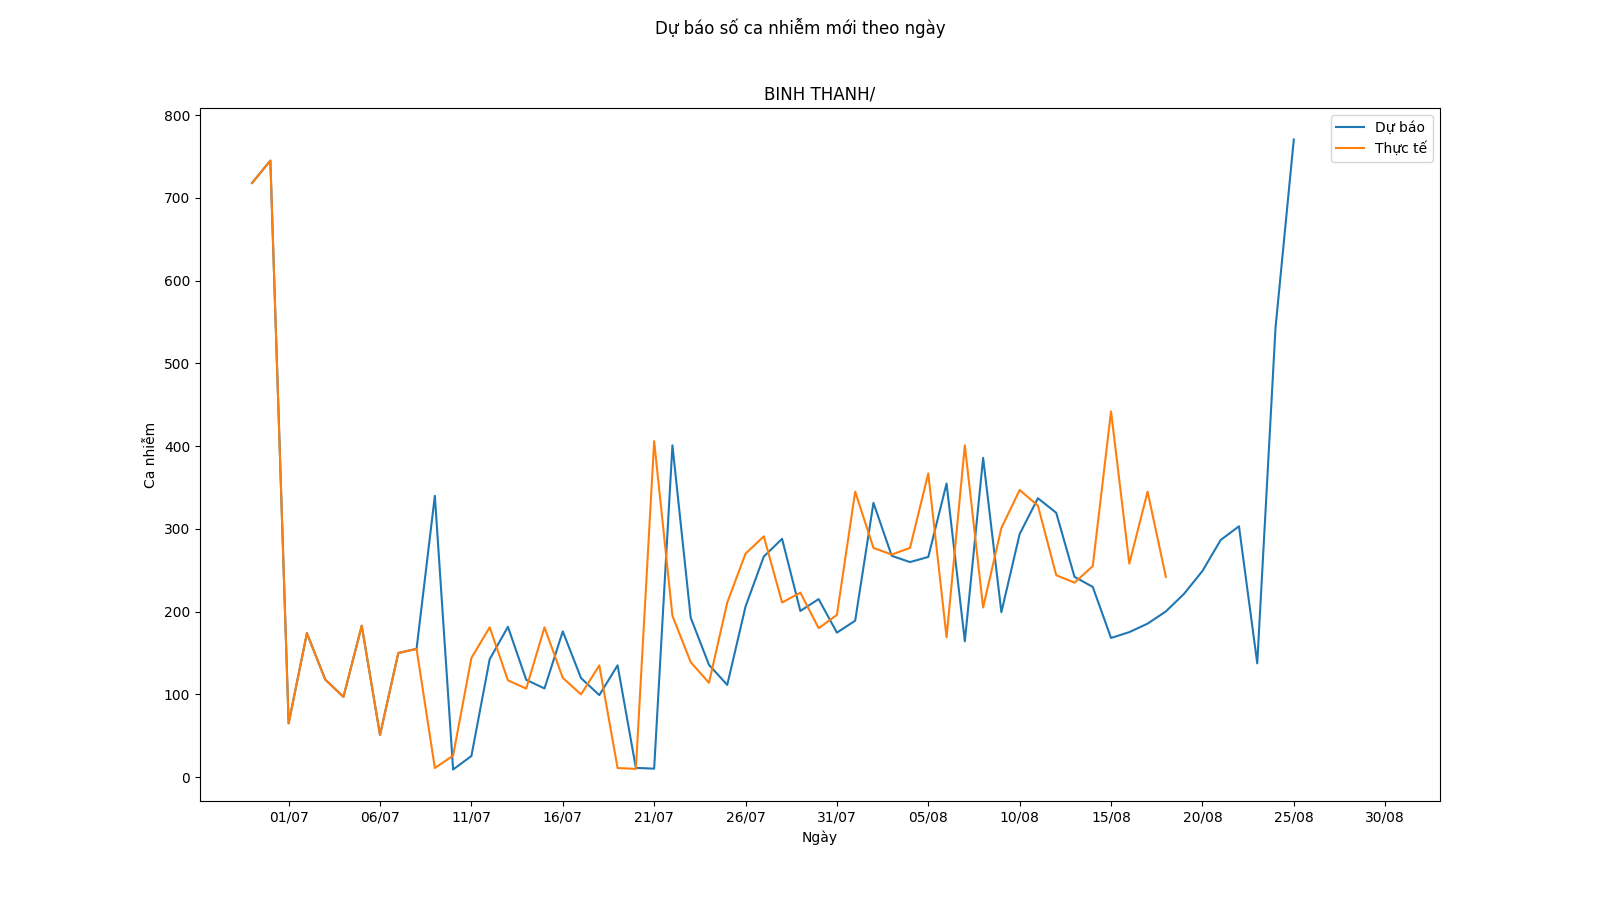 Dự báo số ca nhiễm mới theo ngày
BINH THANH/
Dự báo
Thực tế
800
700
600
500
400
300
200
100
0
Ca nhiễm
01/07 06/07 11/07 16/07 21/07 26/07 31/07 05/08 10/08 15/08 20/08 25/08 30/08
Ngày